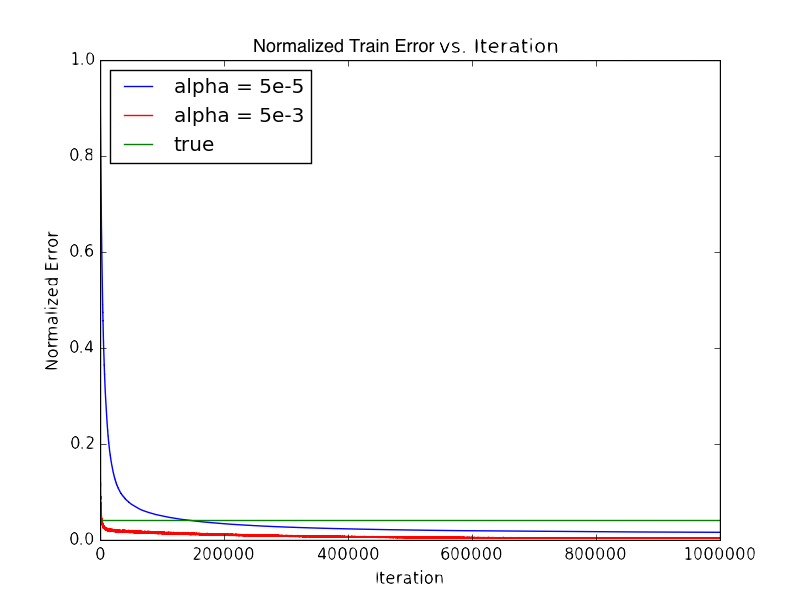 Normalized Train Error vs. Iteration
1.0
alpha = 5e-5
alpha = 5e-3
true
0.8
0.6
Normalized Error
0.4
0.2
0.0
0 200000 400000 600000 800000 1000000
Iteration